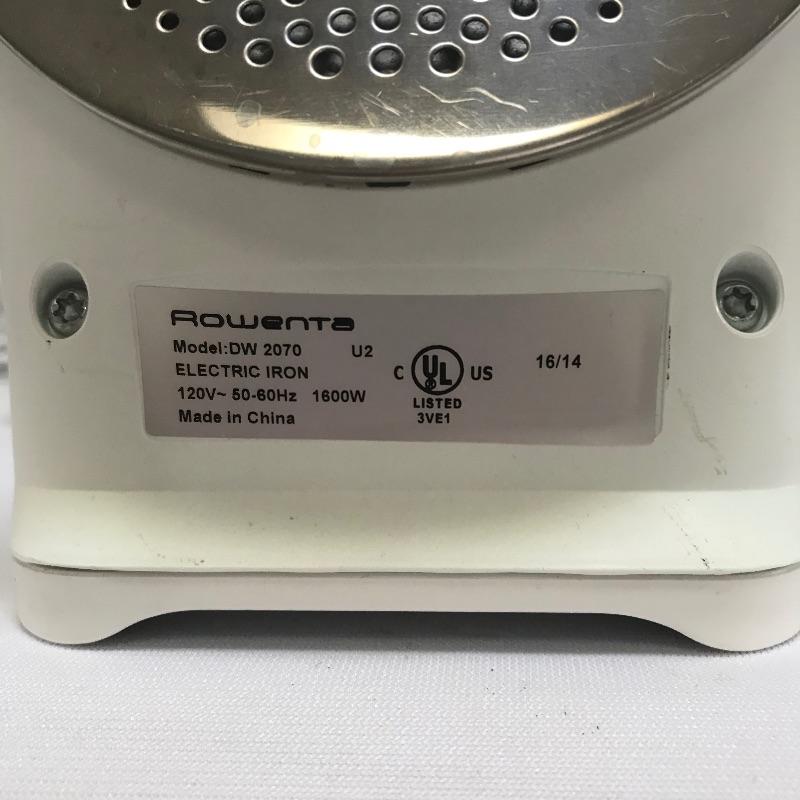 Rowenta
Model:DW 2070 U2
ELECTRIC IRON
120V~ 50-60Hz 1600W
Made in China
C UL US
LISTED
3VE1
16/14